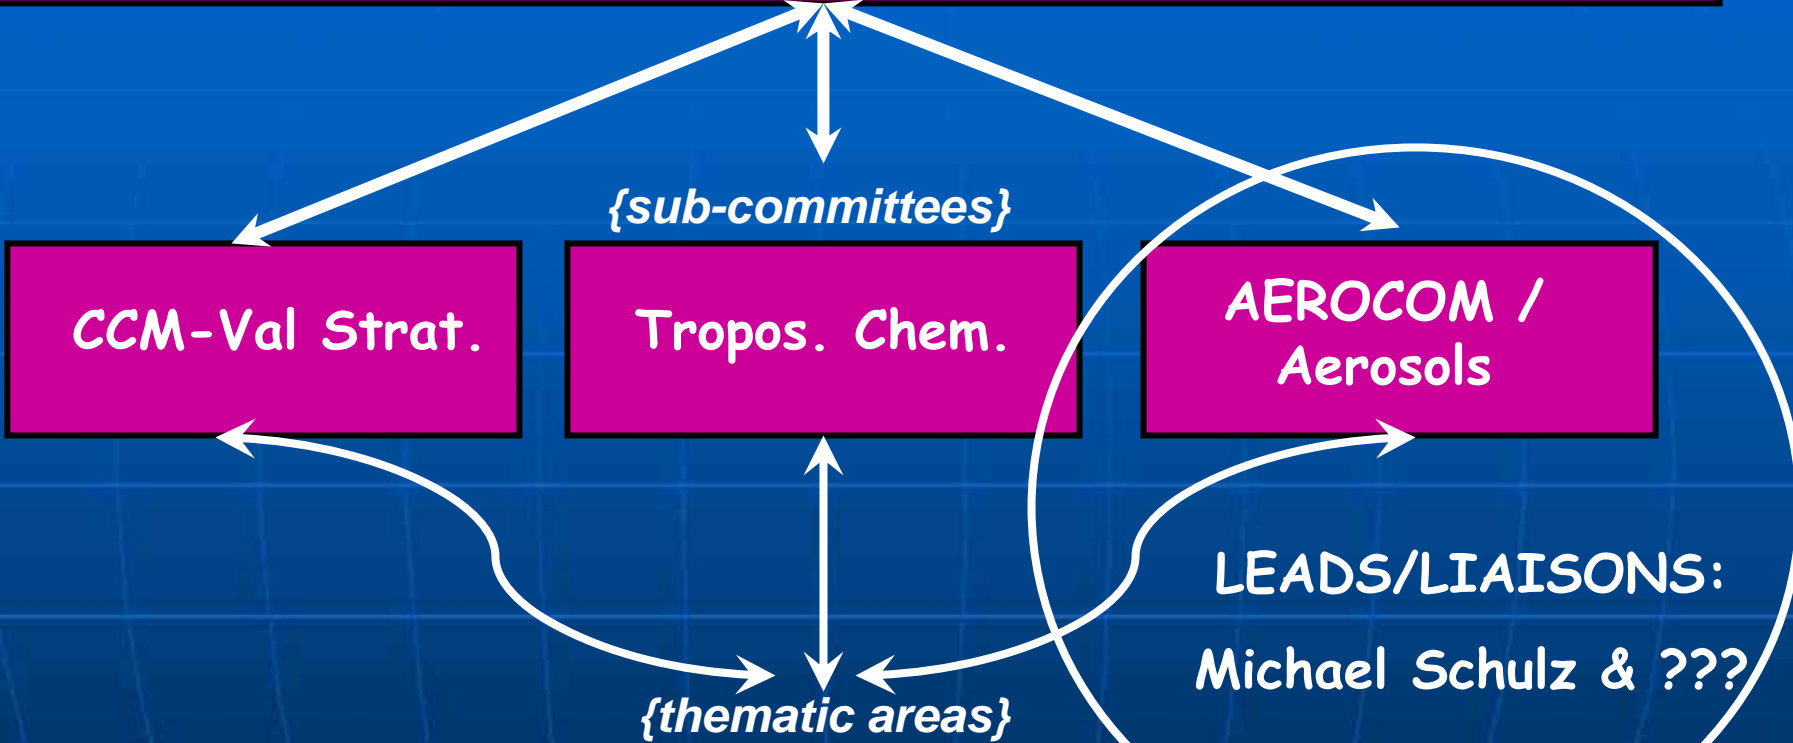 {sub-committees}
CCM-Val Strat.
Tropos. Chem.
AEROCOM /
Aerosols
LEADS/LIAISONS:
Michael Schulz & ???
{thematic areas}